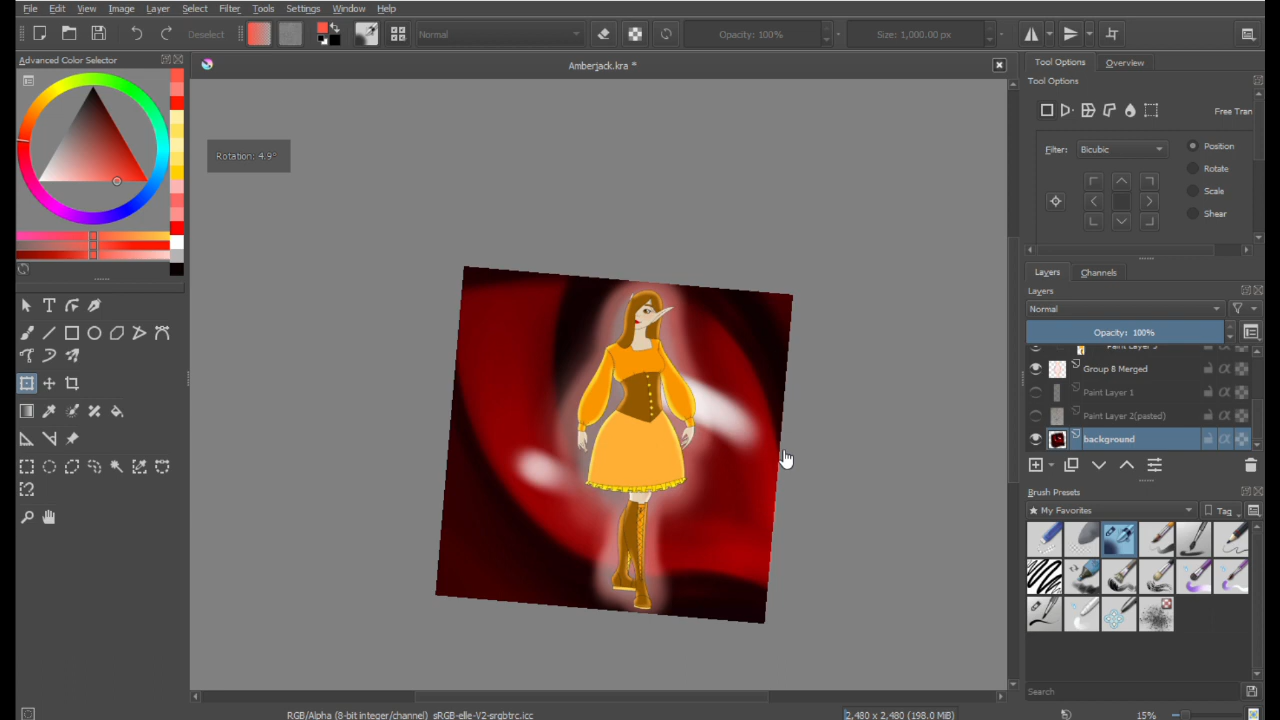 File Edit View Image Layer Select Filter Tools Settings Window Help
Deselect Normal Opacity: 100% Size: 1,000.00 px
Advanced Color Selector
Amberjack.kra *
Rotation: 4.9°
Tool Options Overview
Tool Options
Free Tran
Filter: Bicubic
Position
Rotate
Scale
Shear
Layers Channels
Layers
Normal
Opacity: 100%
Paint Layer 3
Group 8 Merged
Paint Layer 1
Paint Layer 2(pasted)
background
Brush Presets
★ My Favorites Tag
Search
RGB/Alpha (8-bit integer/channel) sRGB-elle-V2-srgbtrc.icc
2,480 x 2,480 (198.0 MiB)
15%